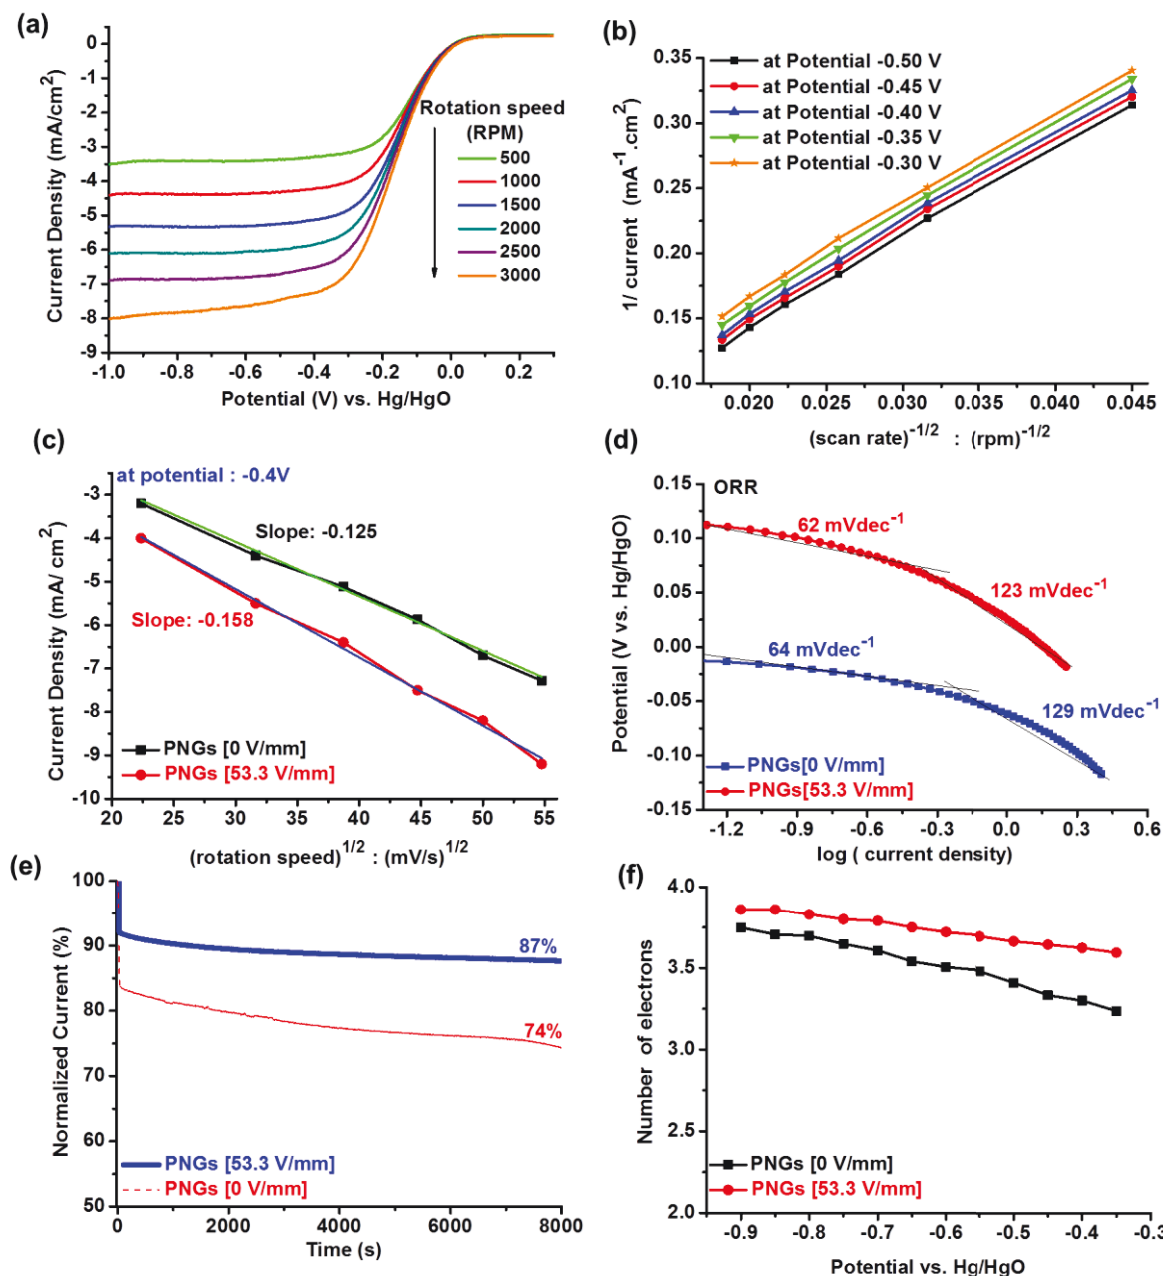 (a)
0
-1
-2
-3
-4
-5
-6
-7
-8
-9
-1.0 -0.8 -0.6 -0.4 -0.2 0.0 0.2
Current Density (mA/cm²)
Potential (V) vs. Hg/HgO
Rotation speed
(RPM)
500
1000
1500
2000
2500
3000
(b)
0.35
0.30
0.25
0.20
0.15
0.10
0.020 0.025 0.030 0.035 0.040 0.045
1/ current (mA⁻¹.cm²)
(scan rate)⁻¹/² : (rpm)⁻¹/²
at Potential -0.50 V
at Potential -0.45 V
at Potential -0.40 V
at Potential -0.35 V
at Potential -0.30 V
(c)
at potential : -0.4V
-3
-4
-5
-6
-7
-8
-9
-10
20 25 30 35 40 45 50 55
Current Density (mA/ cm²)
(rotation speed)¹/² : (mV/s)¹/²
Slope: -0.125
Slope: -0.158
PNGs [0 V/mm]
PNGs [53.3 V/mm]
(d)
ORR
0.15
0.10
0.05
0.00
-0.05
-0.10
-0.15
-1.2 -0.9 -0.6 -0.3 0.0 0.3 0.6
Potential (V vs. Hg/HgO)
log ( current density)
62 mVdec⁻¹
123 mVdec⁻¹
64 mVdec⁻¹
129 mVdec⁻¹
PNGs[0 V/mm]
PNGs[53.3 V/mm]
(e)
100
90
80
70
60
50
0 2000 4000 6000 8000
Normalized Current (%)
Time (s)
87%
74%
PNGs [53.3 V/mm]
PNGs [0 V/mm]
(f)
4.0
3.5
3.0
2.5
2.0
-0.9 -0.8 -0.7 -0.6 -0.5 -0.4 -0.3
Number of electrons
Potential vs. Hg/HgO
PNGs [0 V/mm]
PNGs [53.3 V/mm]